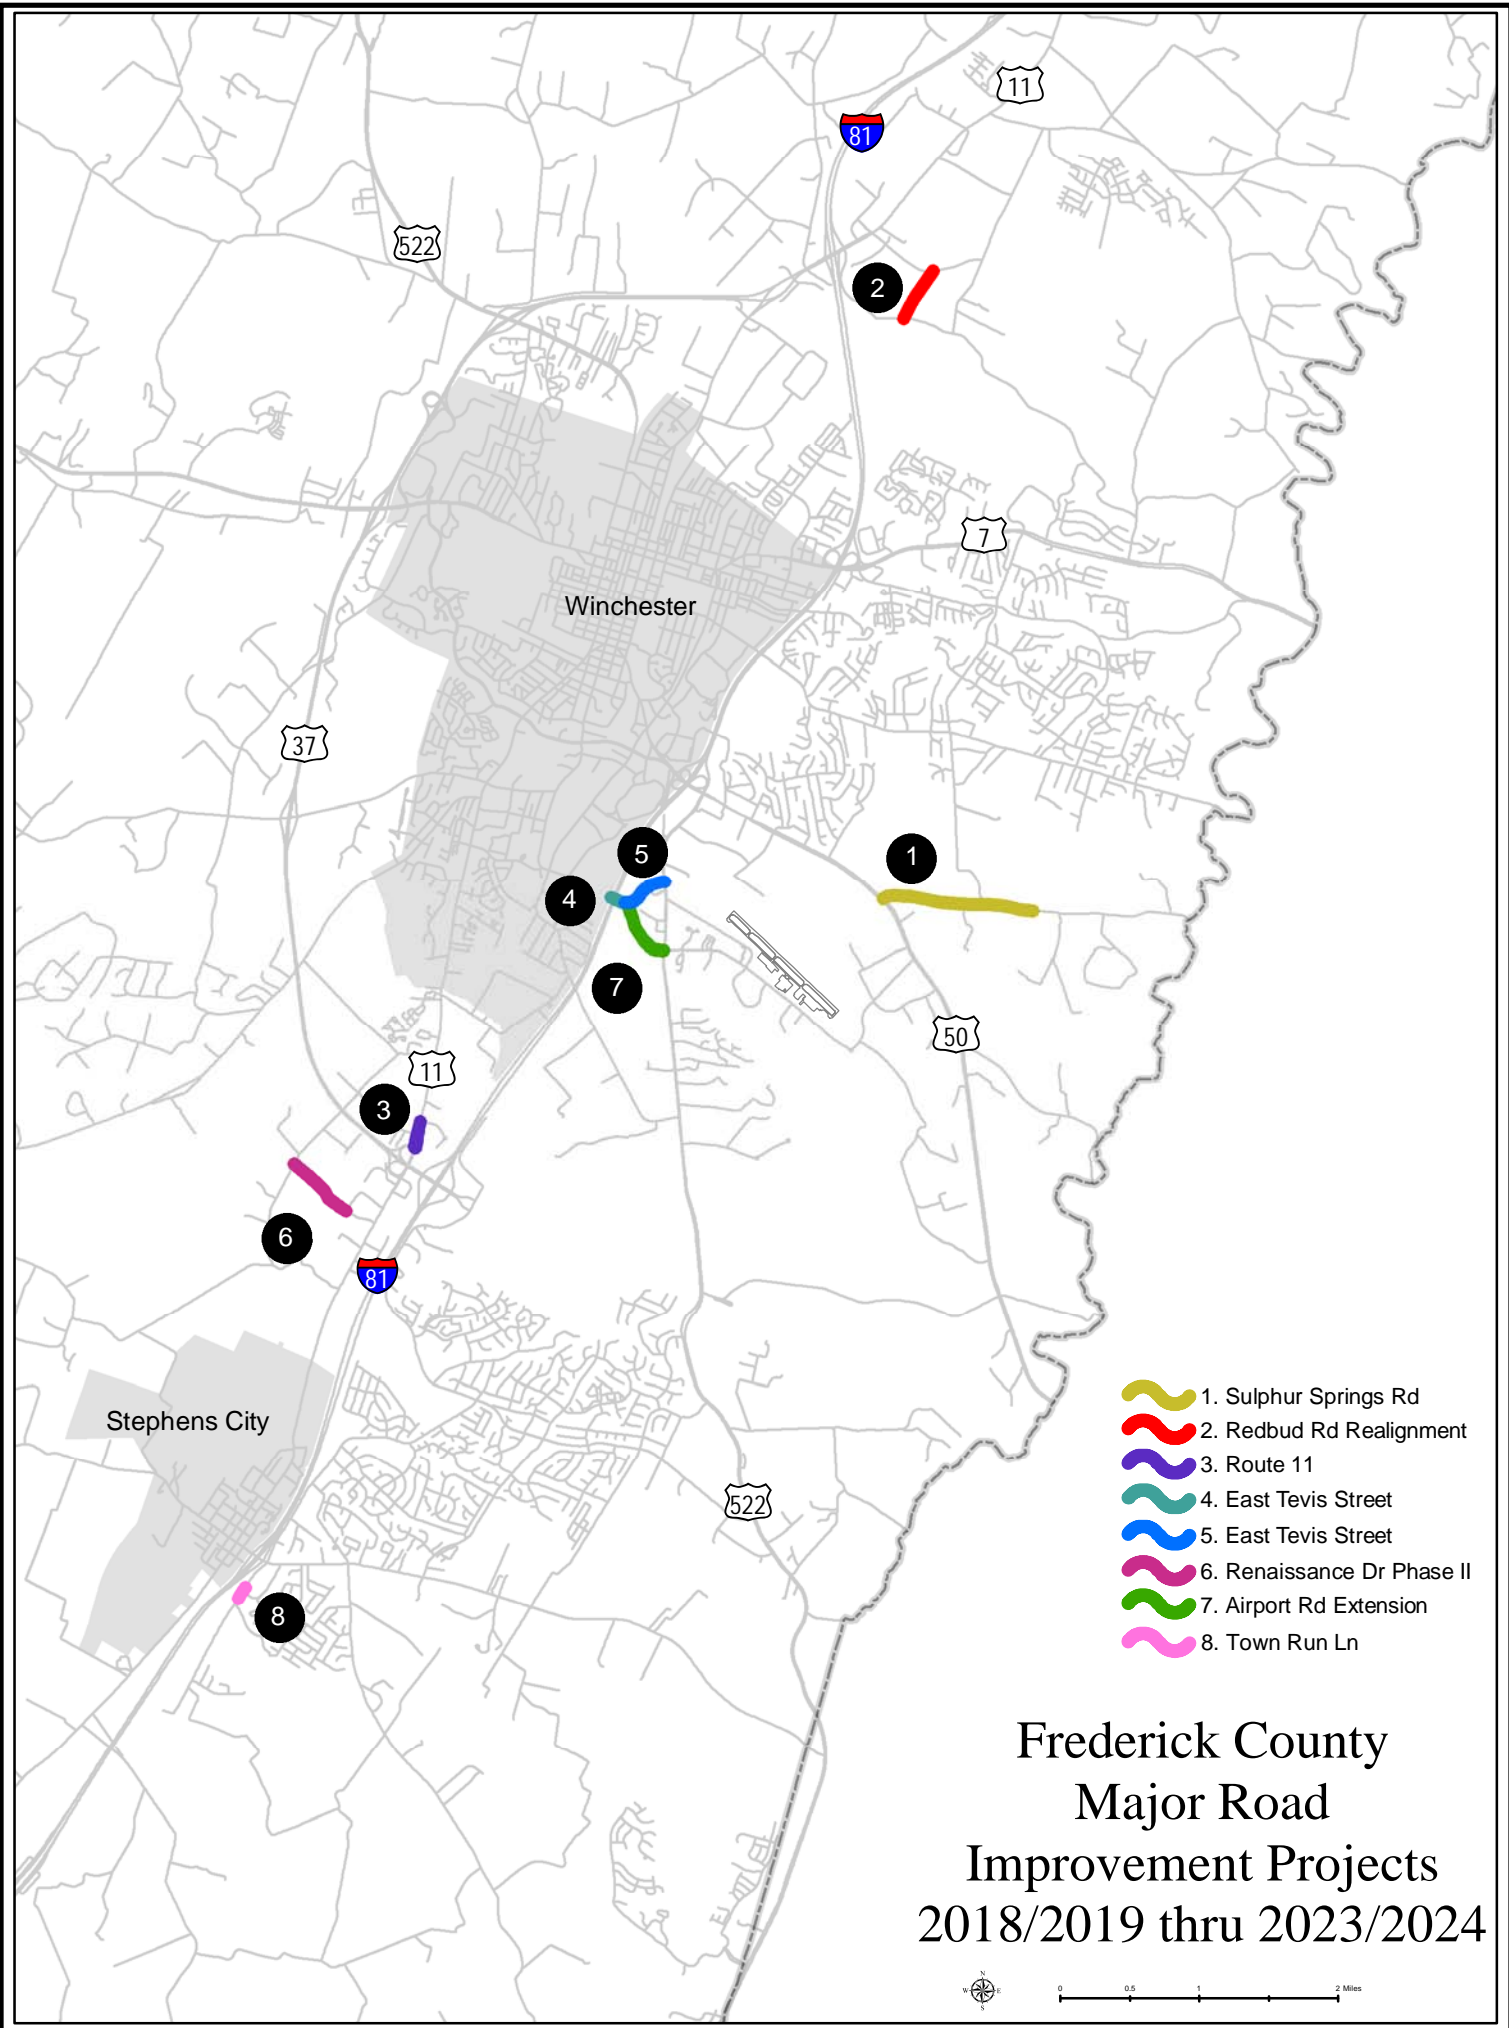 11
81
522
2
7
Winchester
37
5
1
4
7
50
11
3
6
81
Stephens City
522
8
1. Sulphur Springs Rd
2. Redbud Rd Realignment
3. Route 11
4. East Tevis Street
5. East Tevis Street
6. Renaissance Dr Phase II
7. Airport Rd Extension
8. Town Run Ln
Frederick County
Major Road
Improvement Projects
2018/2019 thru 2023/2024
N
W E
S
0 0.5 1 2 Miles